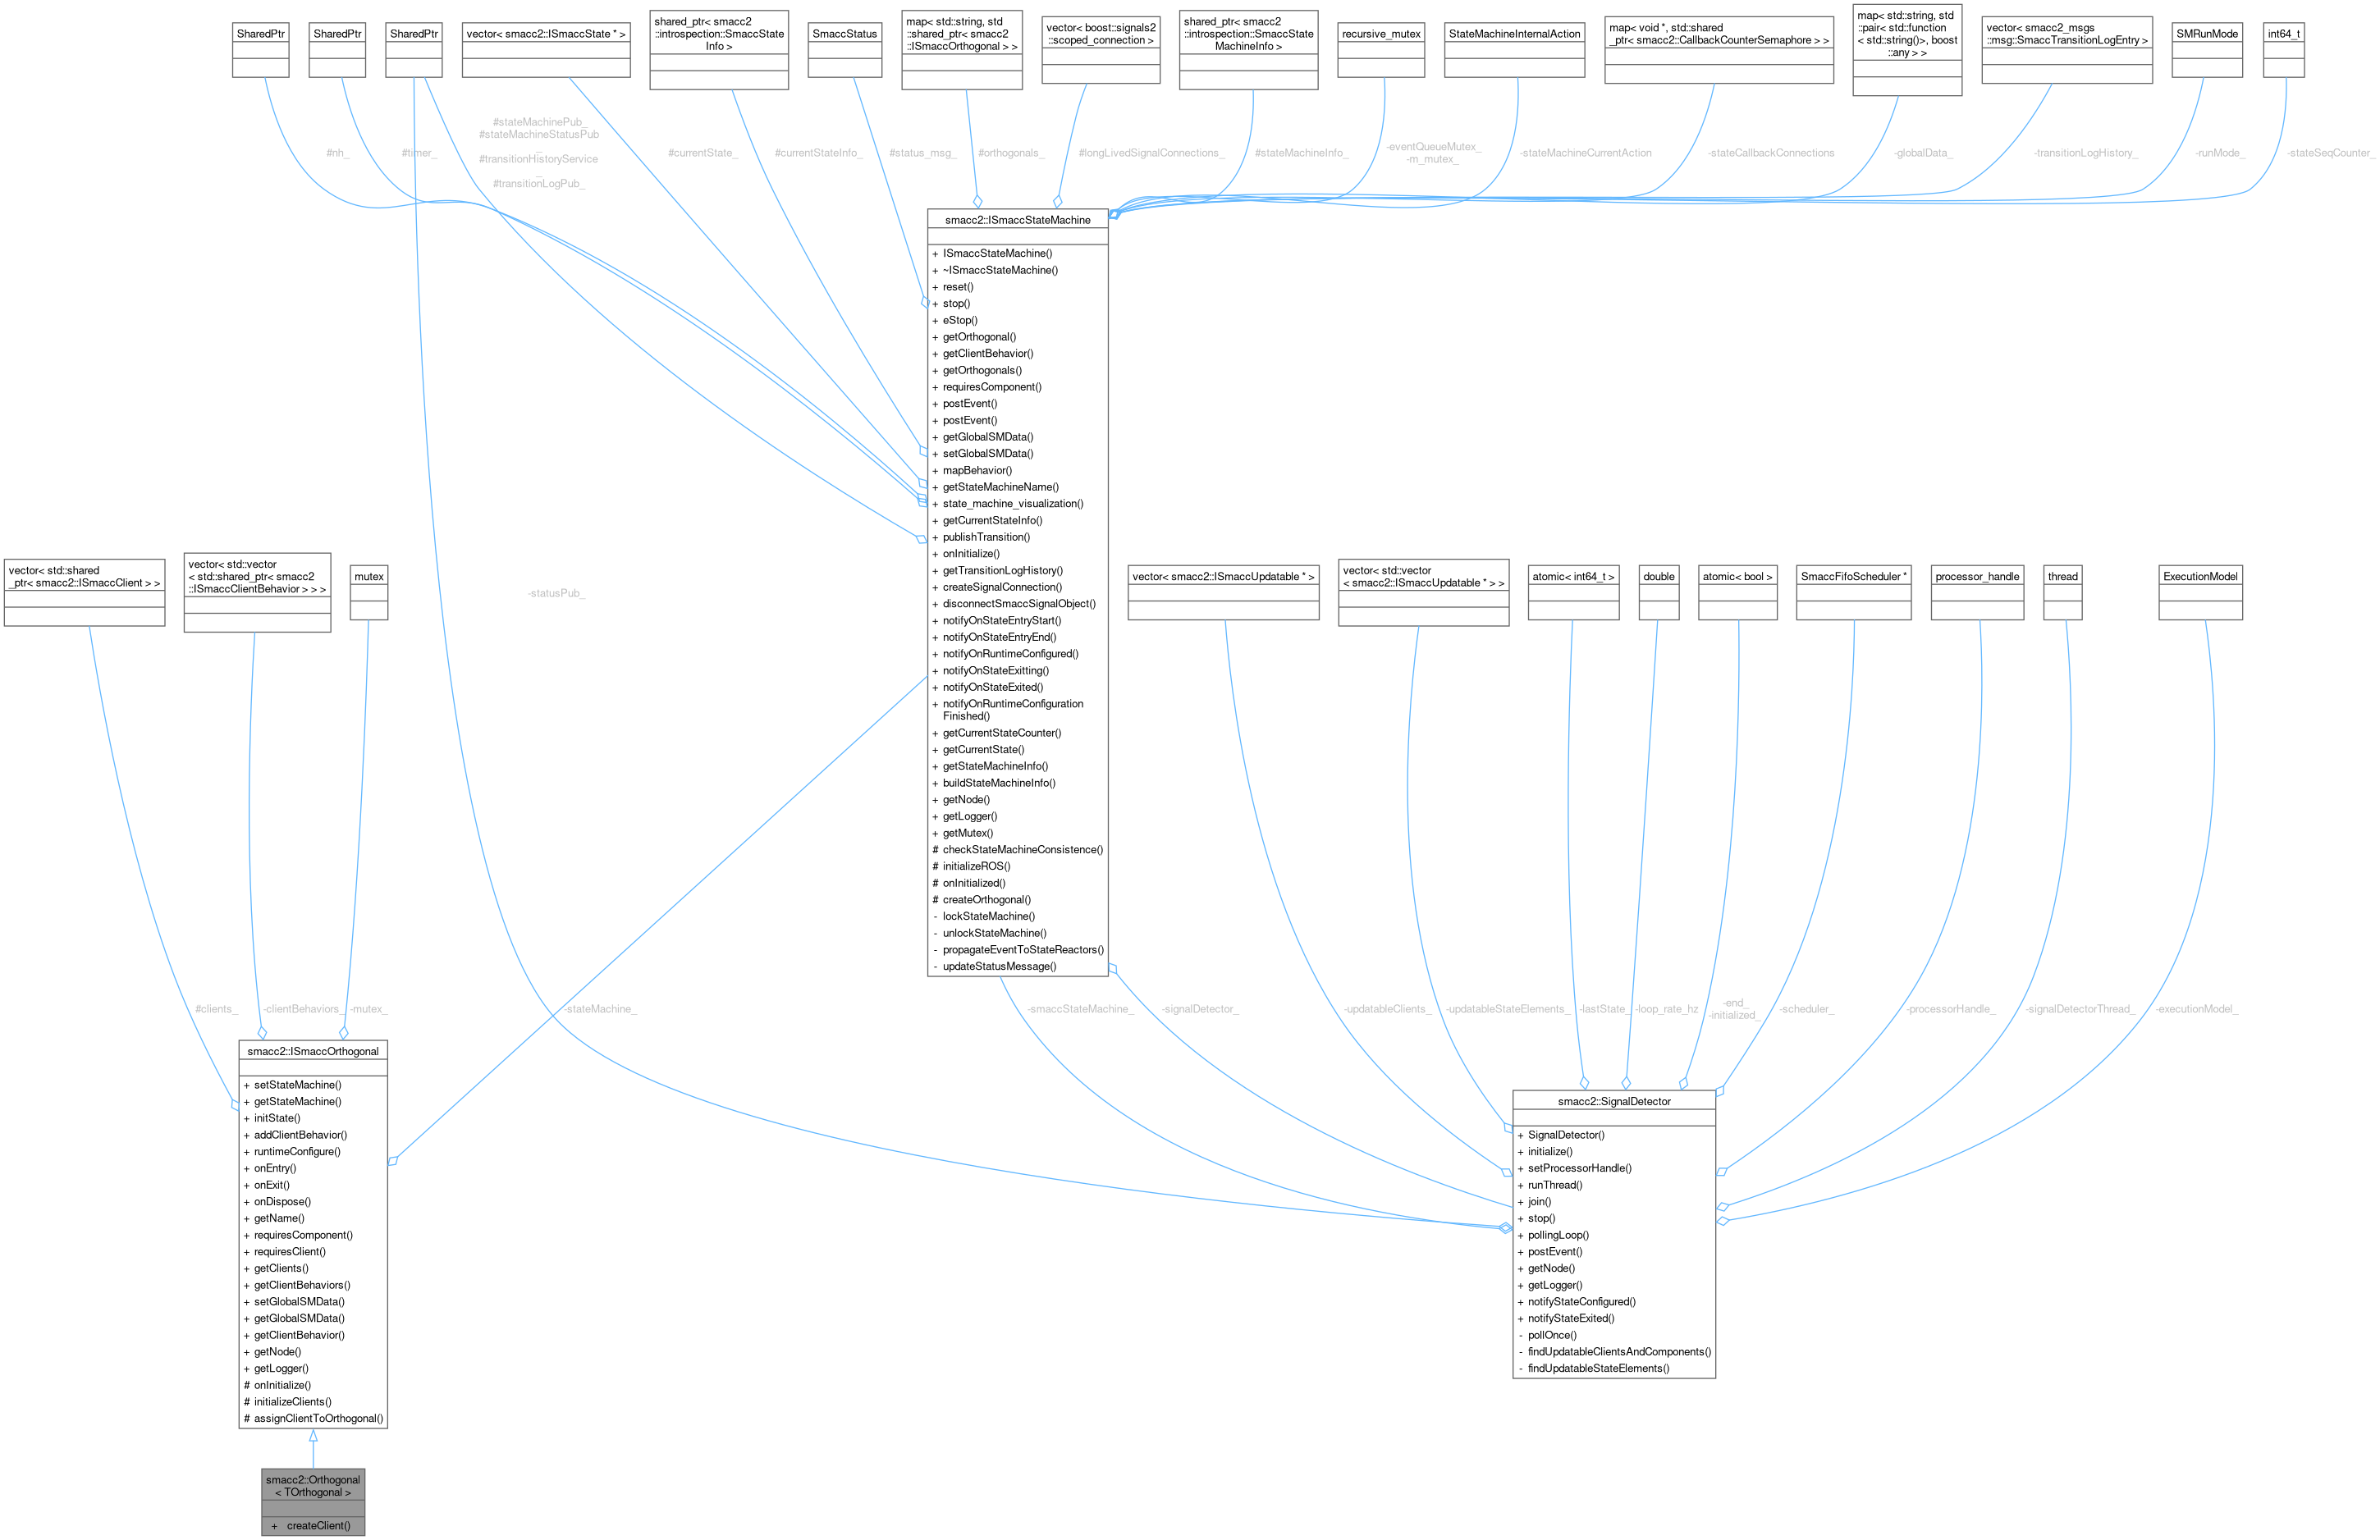 SharedPtr
SharedPtr
SharedPtr
vector< smacc2::ISmaccState * >
shared_ptr< smacc2
::introspection::SmaccState
Info >
SmaccStatus
map< std::string, std
::shared_ptr< smacc2
::ISmaccOrthogonal > >
vector< boost::signals2
::scoped_connection >
shared_ptr< smacc2
::introspection::SmaccState
MachineInfo >
recursive_mutex
StateMachineInternalAction
map< void *, std::shared
_ptr< smacc2::CallbackCounterSemaphore > >
map< std::string, std
::pair< std::function
< std::string()>, boost
::any > >
vector< smacc2_msgs
::msg::SmaccTransitionLogEntry >
SMRunMode
int64_t
#nh_
#timer_
#stateMachinePub_
#stateMachineStatusPub
_
#transitionHistoryService
_
#transitionLogPub_
#currentState_
#currentStateInfo_
#status_msg_
#orthogonals_
#longLivedSignalConnections_
#stateMachineInfo_
-eventQueueMutex_
-m_mutex_
-stateMachineCurrentAction
-stateCallbackConnections
-globalData_
-transitionLogHistory_
-runMode_
-stateSeqCounter_
smacc2::ISmaccStateMachine
+ ISmaccStateMachine()
+ ~ISmaccStateMachine()
+ reset()
+ stop()
+ eStop()
+ getOrthogonal()
+ getClientBehavior()
+ getOrthogonals()
+ requiresComponent()
+ postEvent()
+ postEvent()
+ getGlobalSMData()
+ setGlobalSMData()
+ mapBehavior()
+ getStateMachineName()
+ state_machine_visualization()
+ getCurrentStateInfo()
+ publishTransition()
+ onInitialize()
+ getTransitionLogHistory()
+ createSignalConnection()
+ disconnectSmaccSignalObject()
+ notifyOnStateEntryStart()
+ notifyOnStateEntryEnd()
+ notifyOnRuntimeConfigured()
+ notifyOnStateExitting()
+ notifyOnStateExited()
+ notifyOnRuntimeConfiguration
Finished()
+ getCurrentStateCounter()
+ getCurrentState()
+ getStateMachineInfo()
+ buildStateMachineInfo()
+ getNode()
+ getLogger()
+ getMutex()
# checkStateMachineConsistence()
# initializeROS()
# onInitialized()
# createOrthogonal()
- lockStateMachine()
- unlockStateMachine()
- propagateEventToStateReactors()
- updateStatusMessage()
vector< std::shared
_ptr< smacc2::ISmaccClient > >
vector< std::vector
< std::shared_ptr< smacc2
::ISmaccClientBehavior > > >
mutex
-statusPub_
vector< smacc2::ISmaccUpdatable * >
vector< std::vector
< smacc2::ISmaccUpdatable * > >
atomic< int64_t >
double
atomic< bool >
SmaccFifoScheduler *
processor_handle
thread
ExecutionModel
#clients_
-clientBehaviors_
-mutex_
-stateMachine_
-smaccStateMachine_
-signalDetector_
-updatableClients_
-updatableStateElements_
-lastState_
-loop_rate_hz
-end_
-initialized_
-scheduler_
-processorHandle_
-signalDetectorThread_
-executionModel_
smacc2::ISmaccOrthogonal
+ setStateMachine()
+ getStateMachine()
+ initState()
+ addClientBehavior()
+ runtimeConfigure()
+ onEntry()
+ onExit()
+ onDispose()
+ getName()
+ requiresComponent()
+ requiresClient()
+ getClients()
+ getClientBehaviors()
+ setGlobalSMData()
+ getGlobalSMData()
+ getClientBehavior()
+ getNode()
+ getLogger()
# onInitialize()
# initializeClients()
# assignClientToOrthogonal()
smacc2::SignalDetector
+ SignalDetector()
+ initialize()
+ setProcessorHandle()
+ runThread()
+ join()
+ stop()
+ pollingLoop()
+ postEvent()
+ getNode()
+ getLogger()
+ notifyStateConfigured()
+ notifyStateExited()
- pollOnce()
- findUpdatableClientsAndComponents()
- findUpdatableStateElements()
smacc2::Orthogonal
< TOrthogonal >
+ createClient()